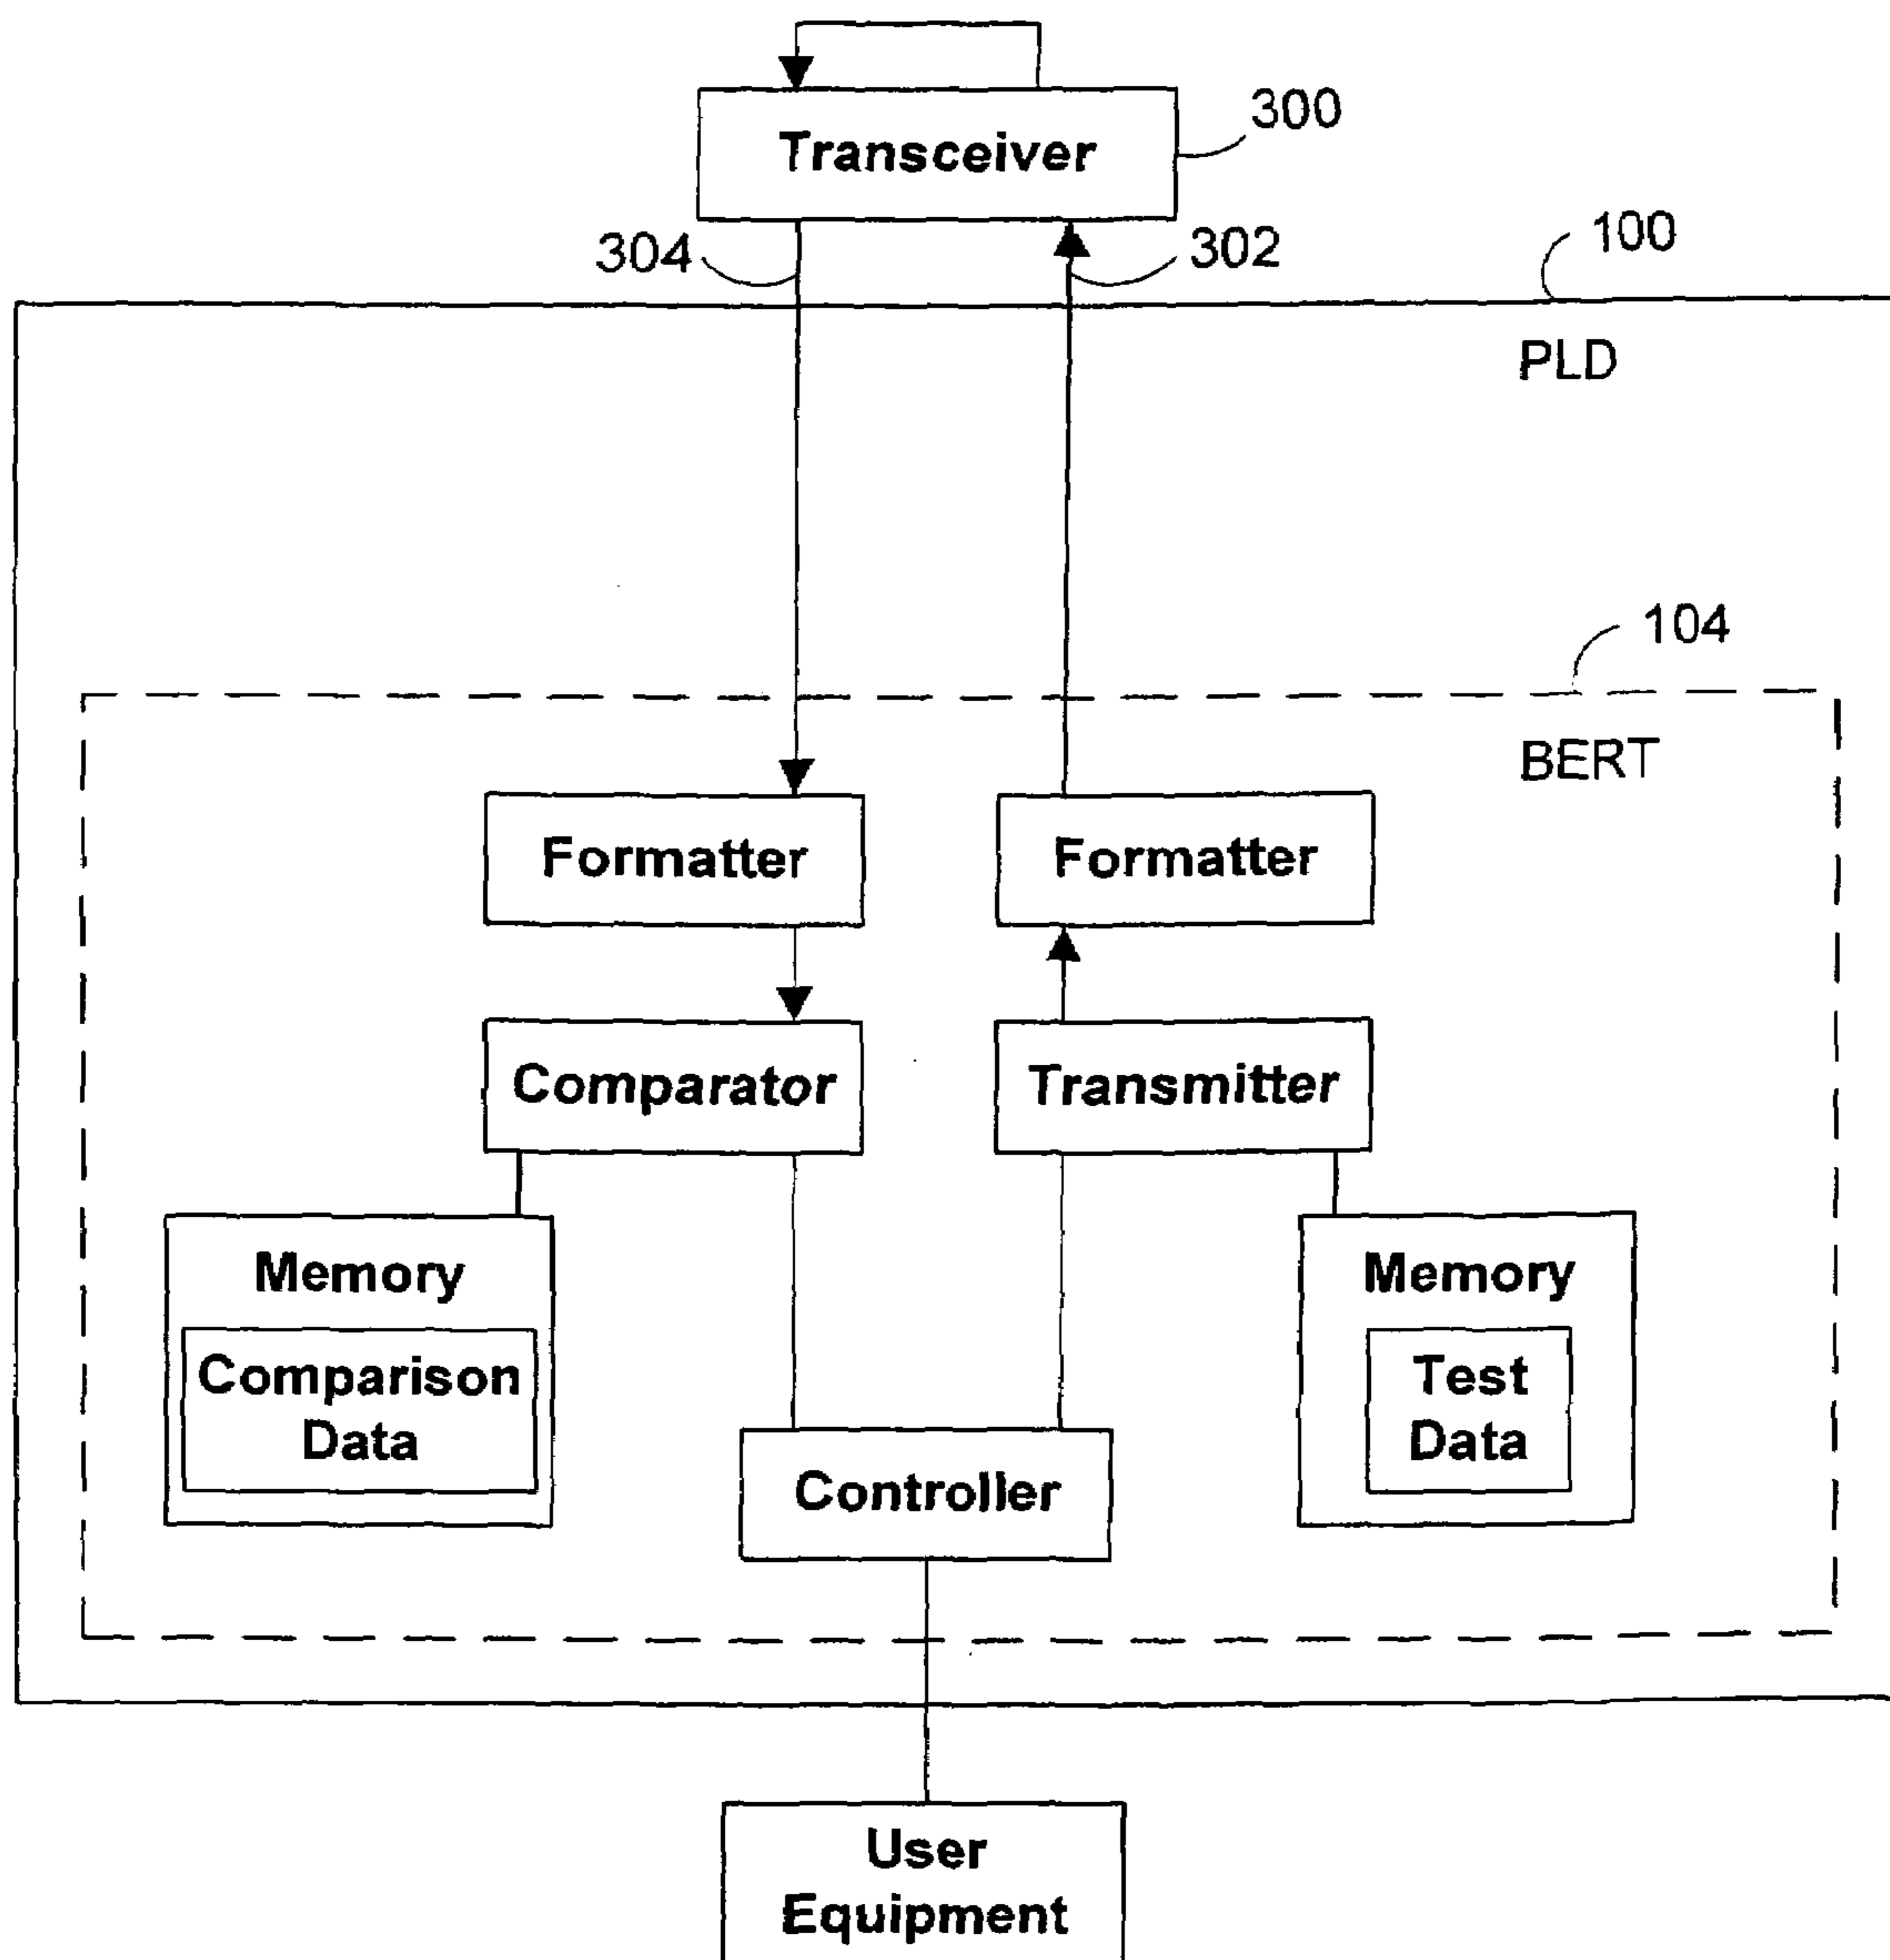 Transceiver
300
304
302
100
PLD
104
BERT
Formatter
Formatter
Comparator
Transmitter
Memory
Comparison
Data
Memory
Test
Data
Controller
User
Equipment